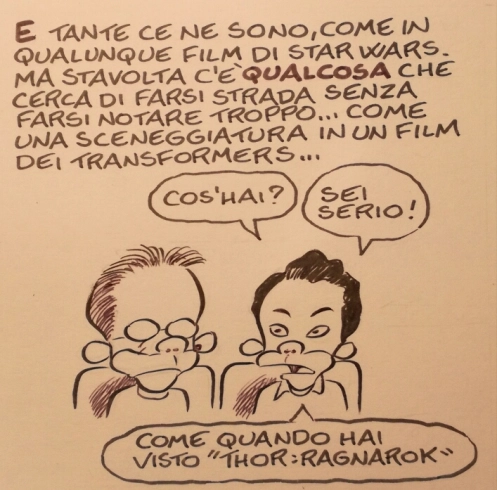 E TANTE CE NE SONO, COME IN
QUALUNQUE FILM DI STAR WARS.
MA STAVOLTA C'È QUALCOSA CHE
CERCA DI FARSI STRADA SENZA
FARSI NOTARE TROPPO... COME
UNA SCENEGGIATURA IN UN FILM
DEI TRANSFORMERS...
COS'HAI?
SEI
SERIO!
COME QUANDO HAI
VISTO "THOR: RAGNAROK"